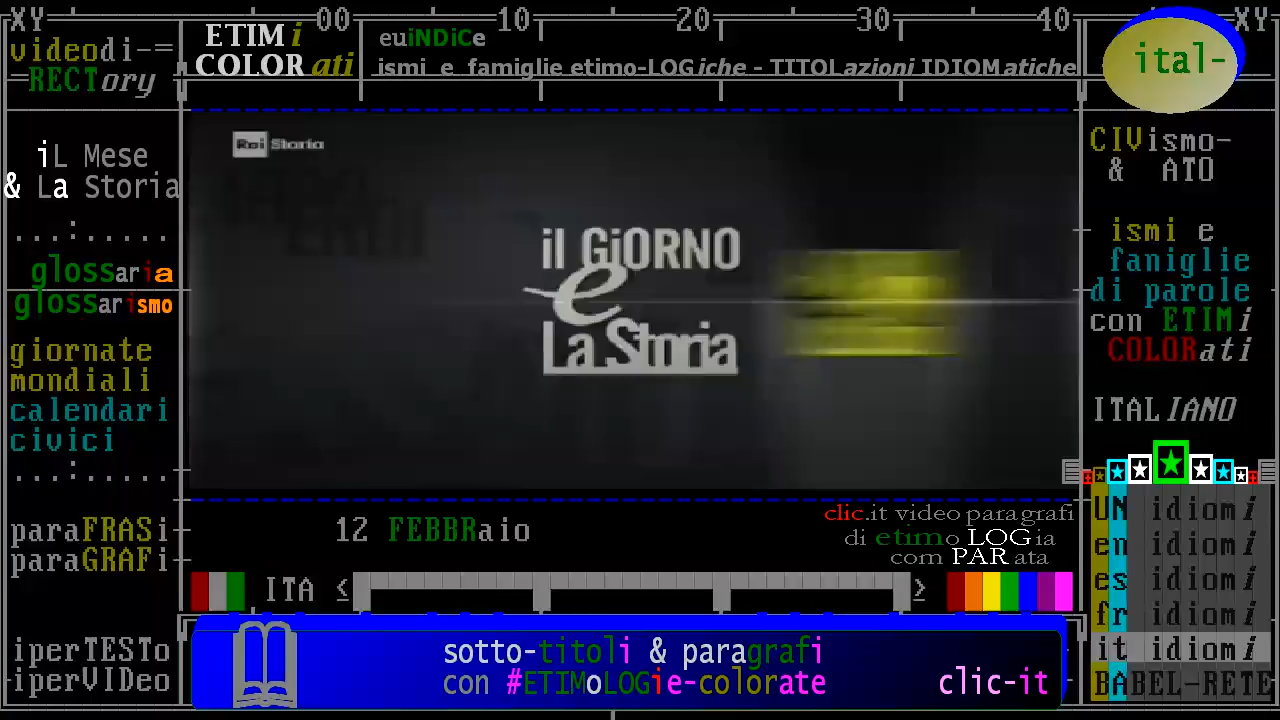 XY 00 10 20 30 40 XY
videodi-=
=RECTory
ETIMi
COLORati
euiNDiCe
ismi e famiglie etimo-LOGiche - TITOLazioni IDIOMatiche
ital-
iL Mese
& La Storia
...:.....
glossaria
glossarismo
giornate
mondiali
calendari
civici
...:.....
paraFRASi
paraGRAFi
iperTESTo
iperVIDeo
Rai Storia
il GiORNO
e
La Storia
12 FEBBRaio
clic.it video paragrafi
di etimoLOGia
comPARata
ITA < >
sotto-titoli & paragrafi
con #ETIMoLOGie-colorate
clic-it
CIVismo-
& ATO
ismi e
faniglie
di parole
con ETIMi
COLORati
ITALIANO
UN idiomi
en idiomi
es idiomi
fr idiomi
it idiomi
BABEL-RETE